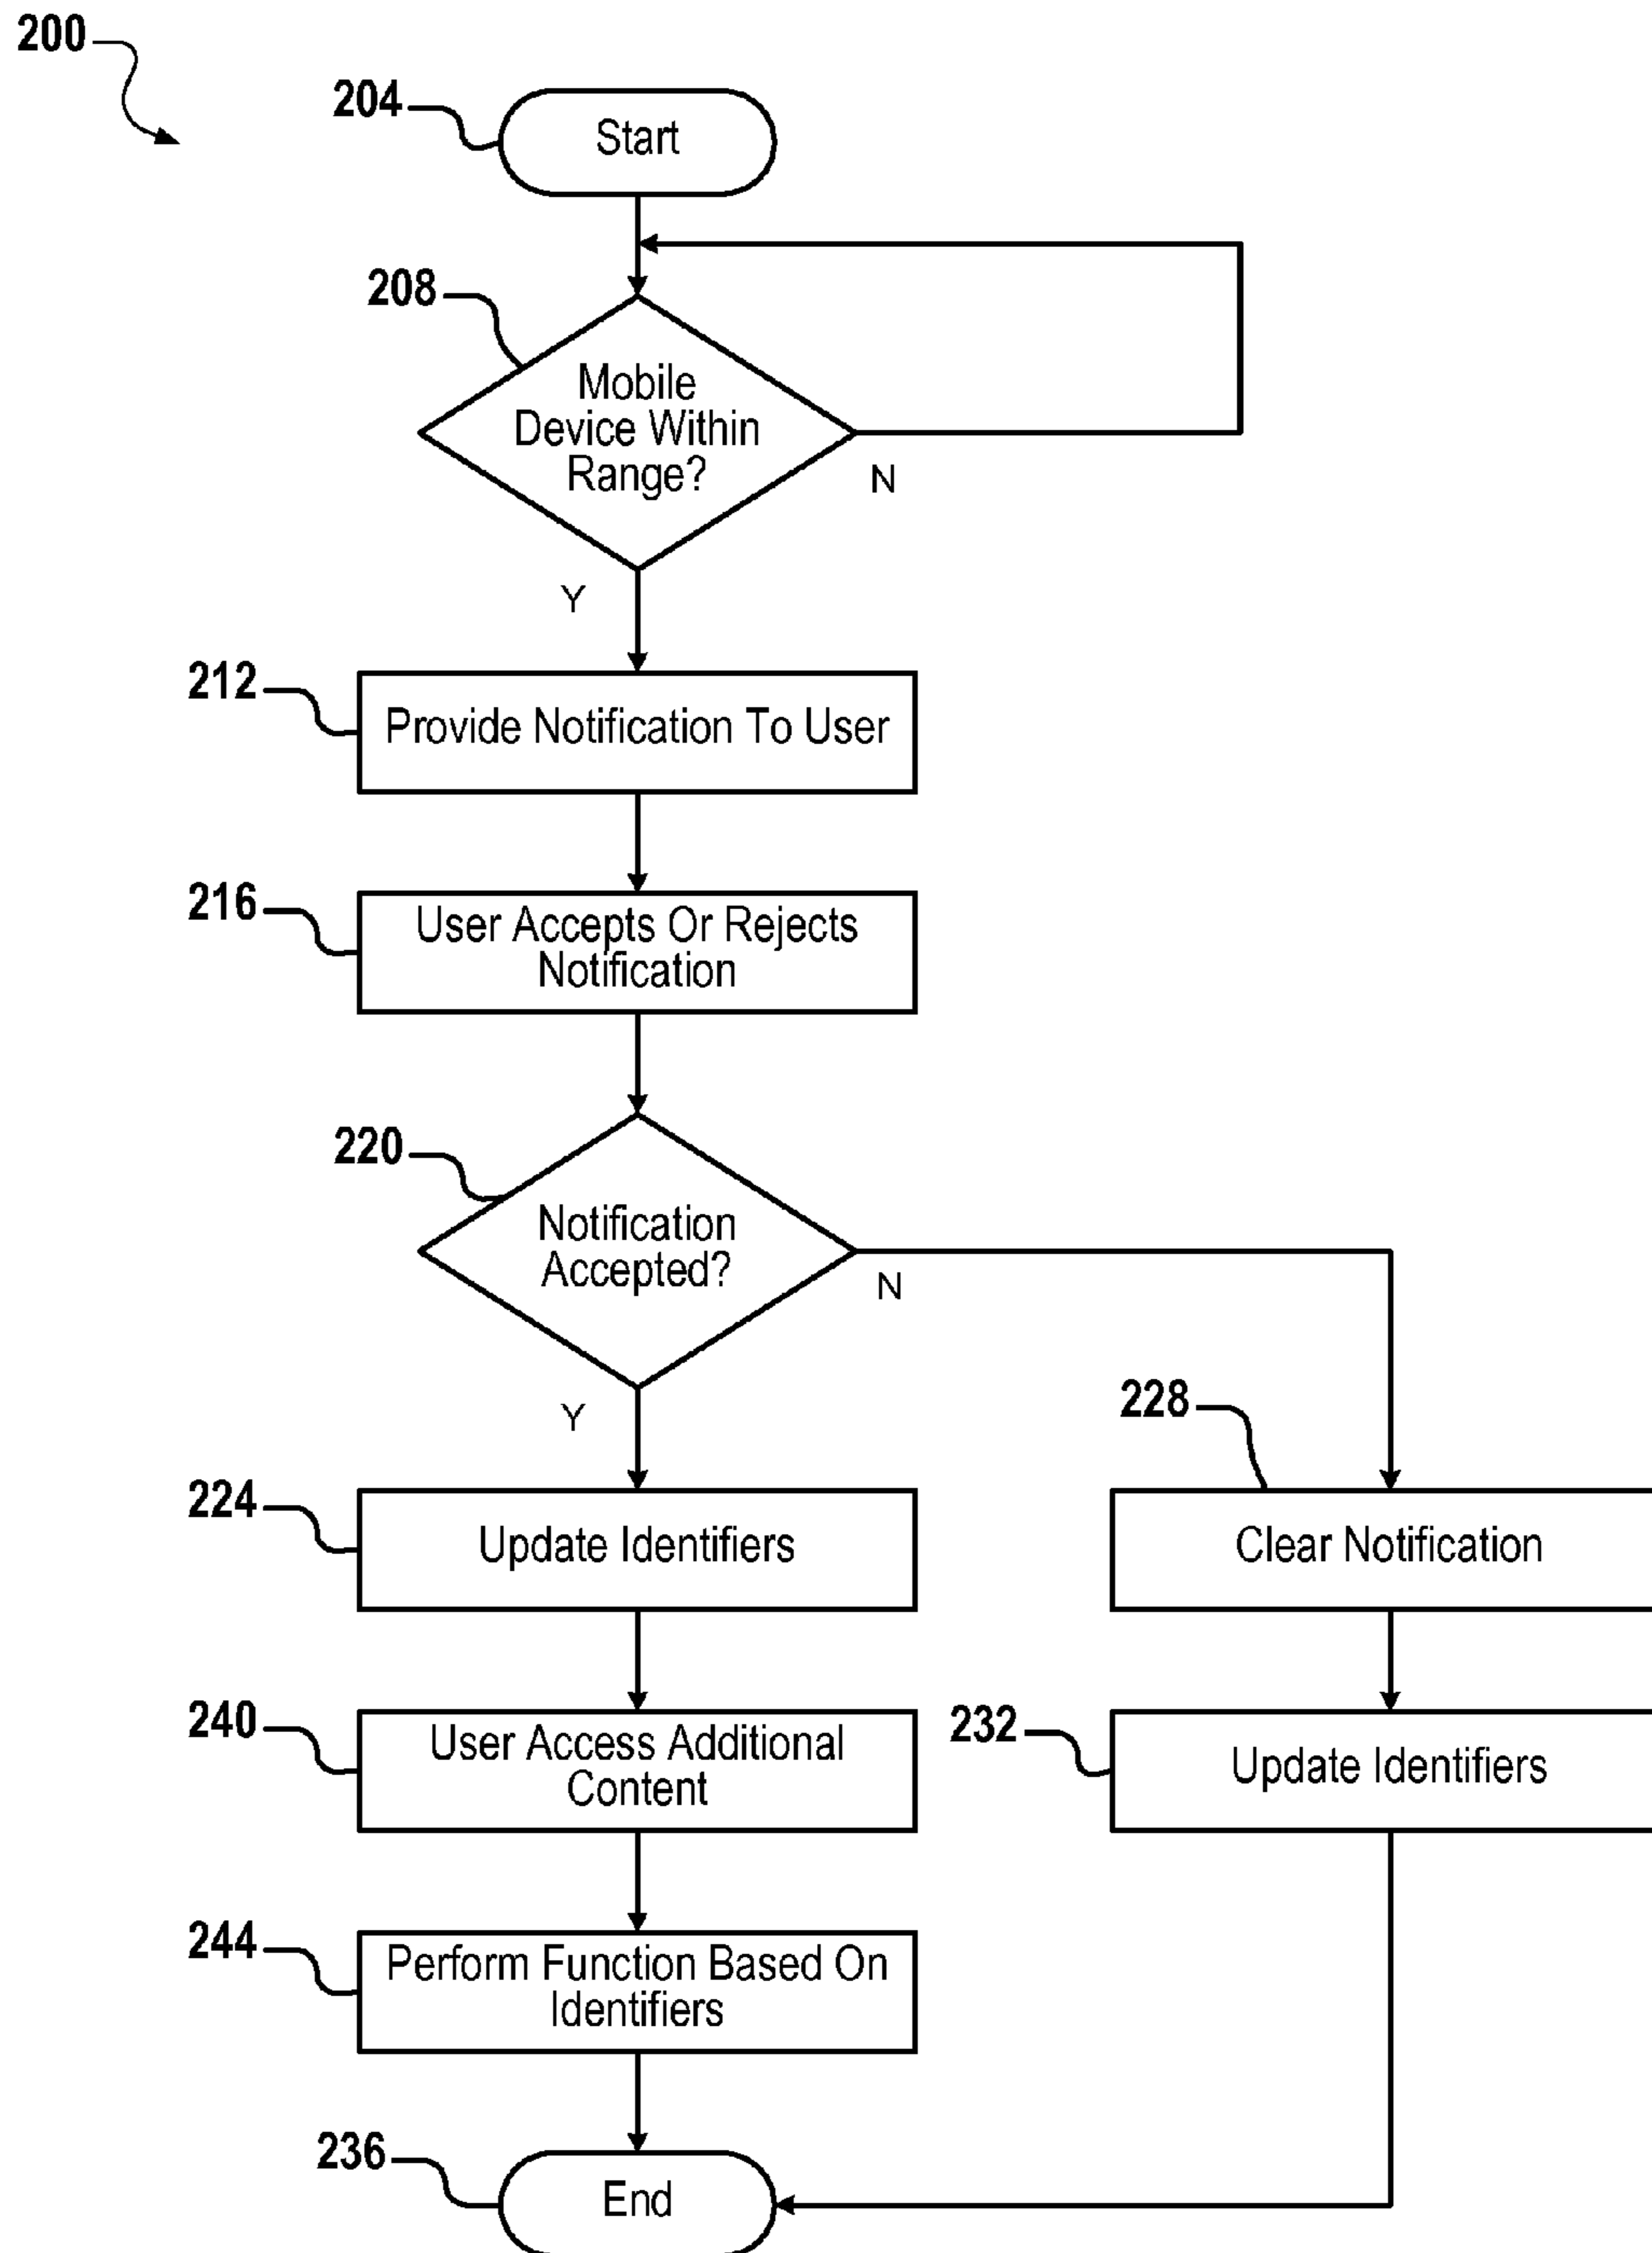 200
204
Start
208
Mobile
Device Within
Range?
N
Y
212
Provide Notification To User
216
User Accepts Or Rejects
Notification
220
Notification
Accepted?
N
Y
228
224
Update Identifiers
Clear Notification
240
User Access Additional
Content
232
Update Identifiers
244
Perform Function Based On
Identifiers
236
End